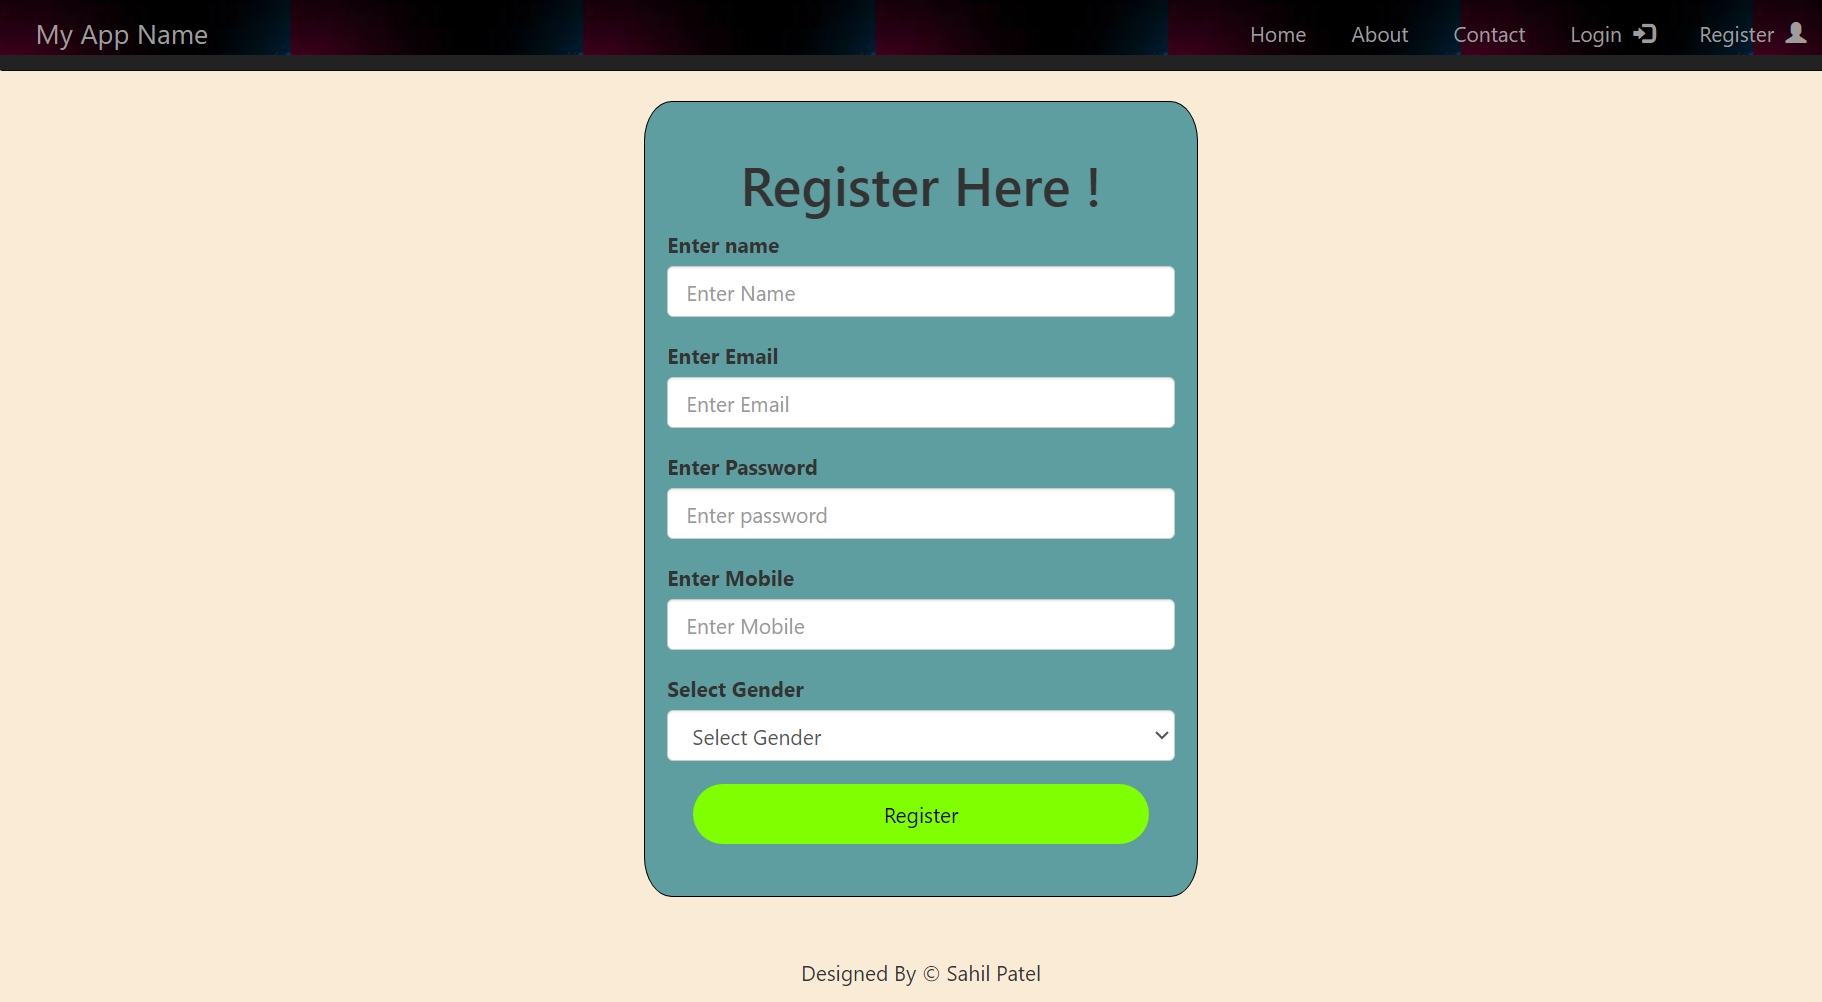 My App Name
Home About Contact Login Register
Register Here !
Enter name
Enter Name
Enter Email
Enter Email
Enter Password
Enter password
Enter Mobile
Enter Mobile
Select Gender
Select Gender
Register
Designed By © Sahil Patel